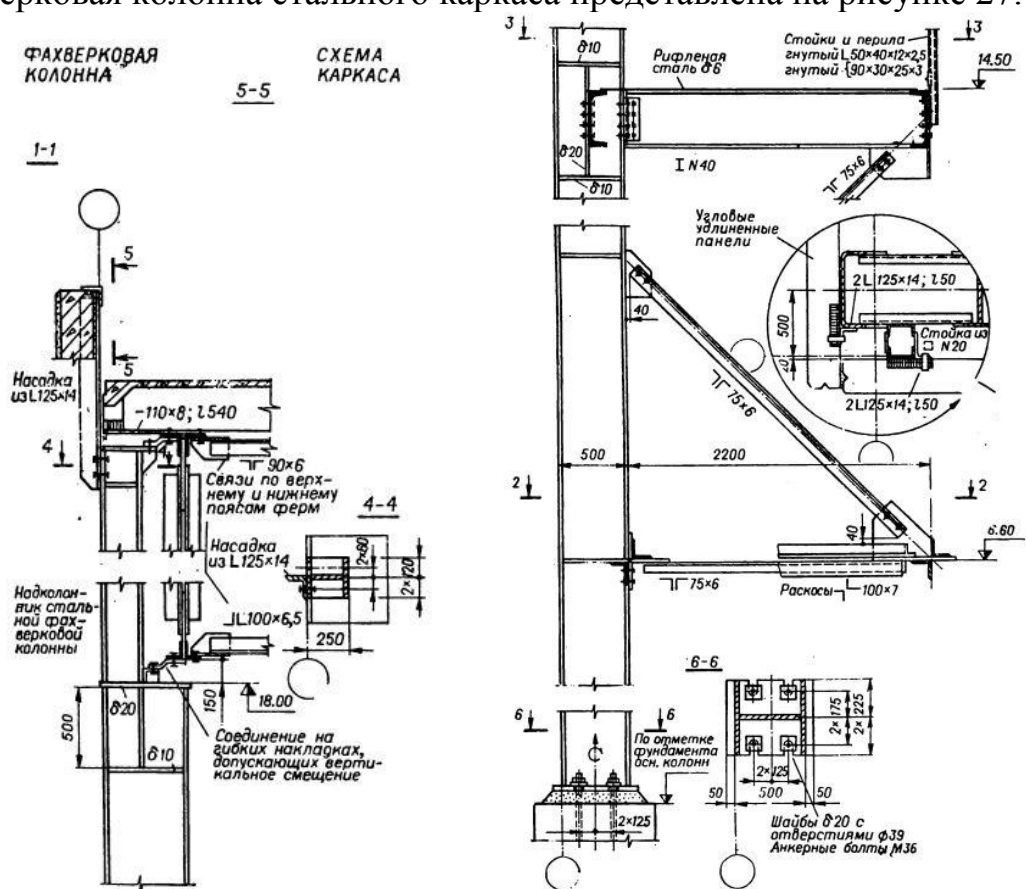 ерковая колонна стального каркаса представлена на рисунке 27.
ФАХВЕРКОВАЯ
КОЛОННА
СХЕМА
КАРКАСА
5-5
1-1
5
5
Насадка
из L125×14
-110×8; l540
4
90×6
Связи по верх-
нему и нижнему
поясам ферм
4-4
Насадка
из L125×14
2×80
2×120
Надколон-
ник сталь-
ной фах-
верковой
колонны
L100×6,5
250
δ20
150
18.00
500
δ10
Соединение на
гибких накладках,
допускающих верти-
кальное смещение
3
3
δ10
Рифленая
сталь δ6
Стойки и перила
гнутый L50×40×12×2,5
гнутый [90×30×25×3
14.50
δ20
I N40
75×6
δ10
Угловые
удлиненные
панели
2L125×14; l50
500
20
Стойка из
□ N20
2L125×14; l50
40
75×6
500
2200
2
2
40
6.60
75×6
Раскосы
100×7
6-6
6
6
По отметке
фундамента
осн. колонн
С
2×125
2×175
2×225
2×125
50
500
50
Шайбы δ20 с
отверстиями φ39
Анкерные болты М36